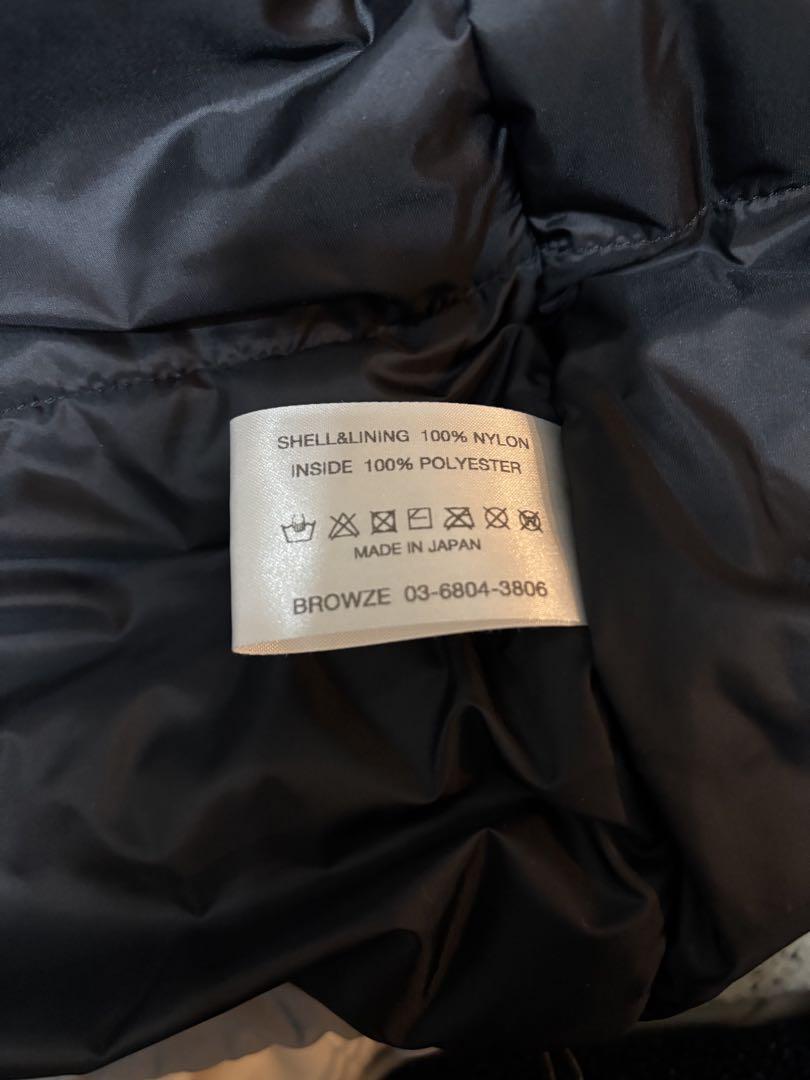 SHELL&LINING 100% NYLON
INSIDE 100% POLYESTER
MADE IN JAPAN
BROWZE 03-6804-3806